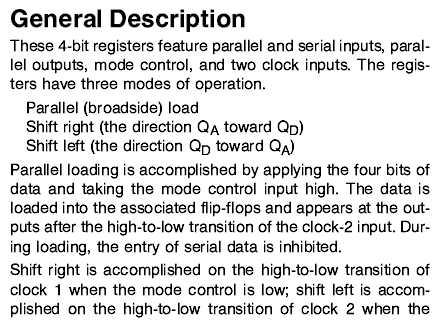 General Description
These 4-bit registers feature parallel and serial inputs, paral-
lel outputs, mode control, and two clock inputs. The regis-
ters have three modes of operation.
Parallel (broadside) load
Shift right (the direction QA toward QD)
Shift left (the direction QD toward QA)
Parallel loading is accomplished by applying the four bits of
data and taking the mode control input high. The data is
loaded into the associated flip-flops and appears at the out-
puts after the high-to-low transition of the clock-2 input. Dur-
ing loading, the entry of serial data is inhibited.
Shift right is accomplished on the high-to-low transition of
clock 1 when the mode control is low; shift left is accom-
plished on the high-to-low transition of clock 2 when the